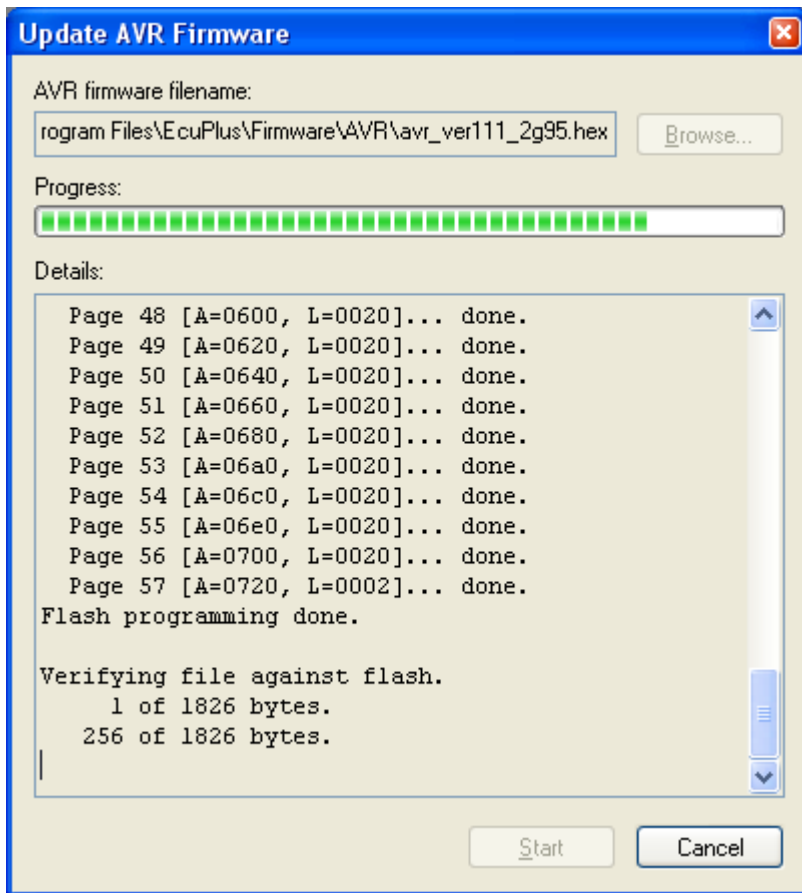 Update AVR Firmware
AVR firmware filename:
rogram Files\EcuPlus\Firmware\AVR\avr_ver111_2g95.hex
Browse...
Progress:
Details:
Page 48 [A=0600, L=0020]... done.
Page 49 [A=0620, L=0020]... done.
Page 50 [A=0640, L=0020]... done.
Page 51 [A=0660, L=0020]... done.
Page 52 [A=0680, L=0020]... done.
Page 53 [A=06a0, L=0020]... done.
Page 54 [A=06c0, L=0020]... done.
Page 55 [A=06e0, L=0020]... done.
Page 56 [A=0700, L=0020]... done.
Page 57 [A=0720, L=0002]... done.
Flash programming done.
Verifying file against flash.
1 of 1826 bytes.
256 of 1826 bytes.
Start
Cancel